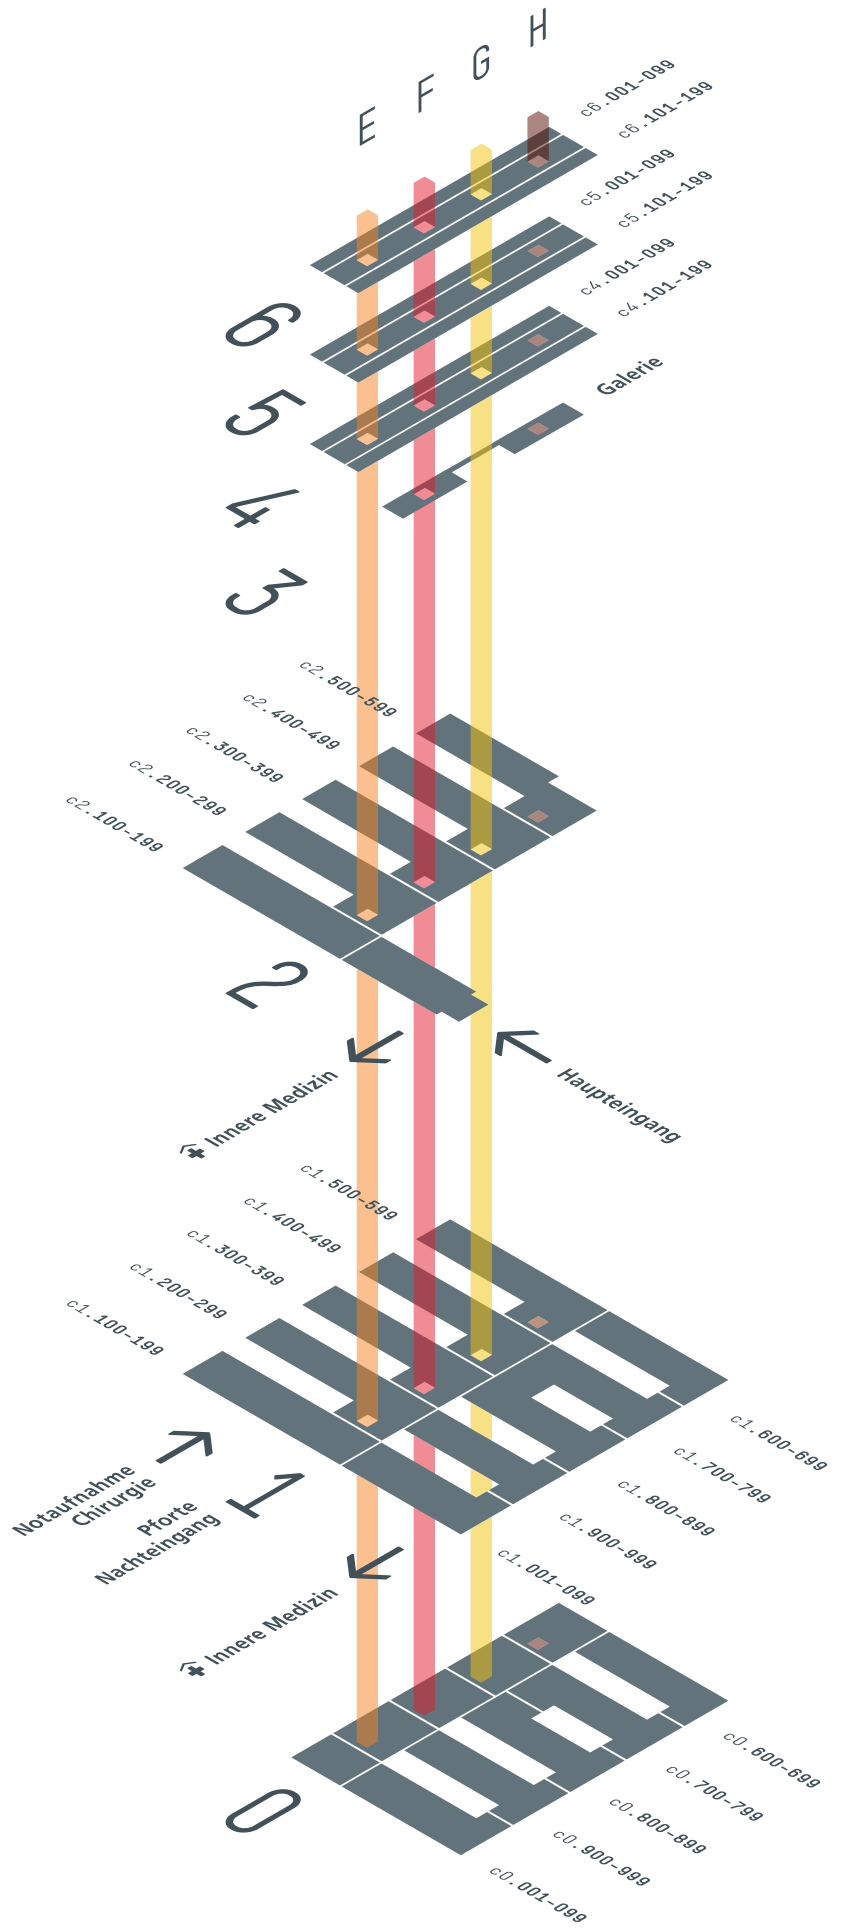 E
F
G
H
c6.001-099
c6.101-199
c5.001-099
c5.101-199
6
c4.001-099
c4.101-199
5
Galerie
4
3
c2.500-599
c2.400-499
c2.300-399
c2.200-299
c2.100-199
2
Haupteingang
Innere Medizin
c1.500-599
c1.400-499
c1.300-399
c1.200-299
c1.100-199
Notaufnahme
Chirurgie
Pforte
Nachteingang
1
c1.600-699
c1.700-799
c1.800-899
c1.900-999
c1.001-099
Innere Medizin
0
c0.600-699
c0.700-799
c0.800-899
c0.900-999
c0.001-099